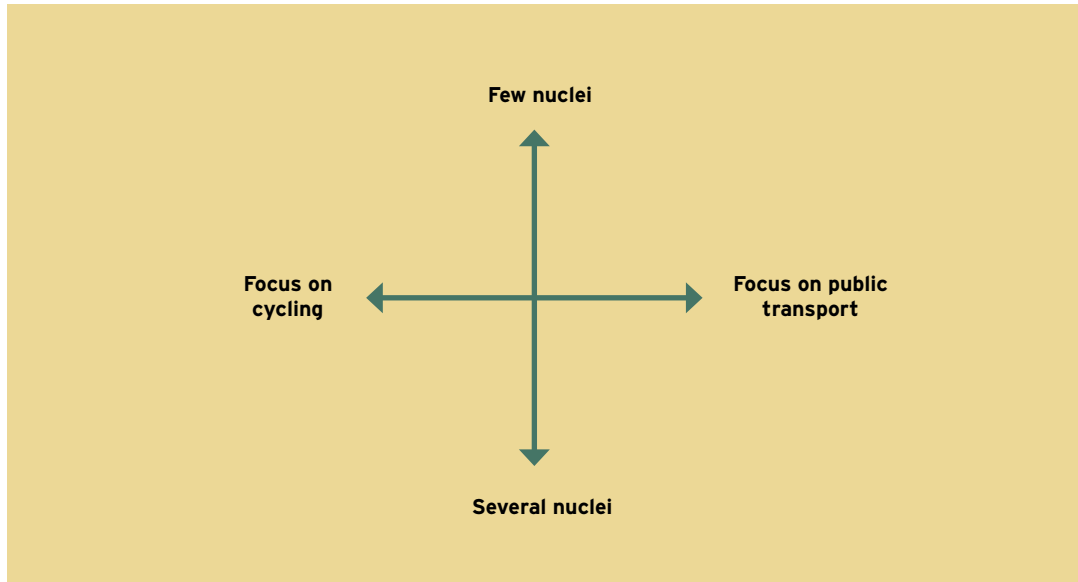 Few nuclei
Focus on
cycling
Focus on public
transport
Several nuclei